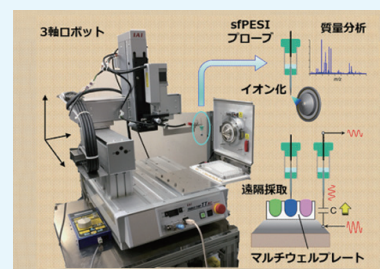 3軸ロボット
sfPESI
プローブ
質量分析
イオン化
遠隔採取
C
マルチウェルプレート
IAI